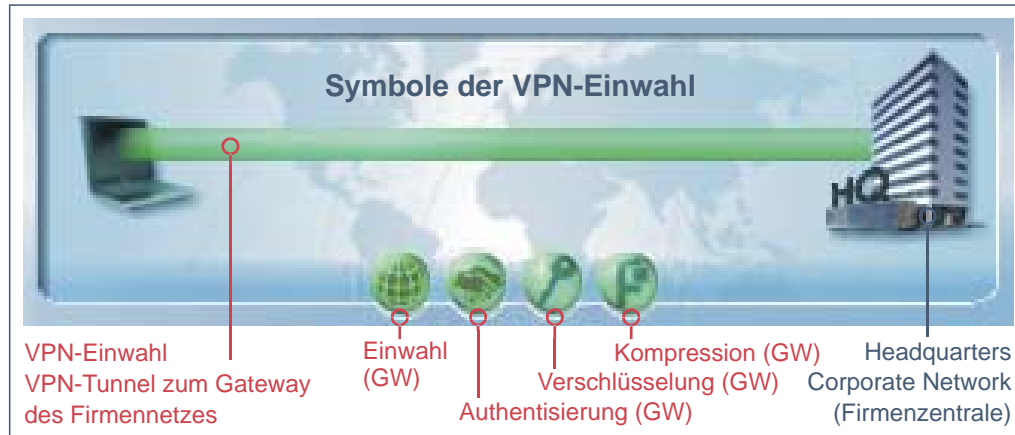 Symbole der VPN-Einwahl
HQ
VPN-Einwahl
VPN-Tunnel zum Gateway
des Firmennetzes
Einwahl
(GW)
Authentisierung (GW)
Verschlüsselung (GW)
Kompression (GW)
Headquarters
Corporate Network
(Firmenzentrale)